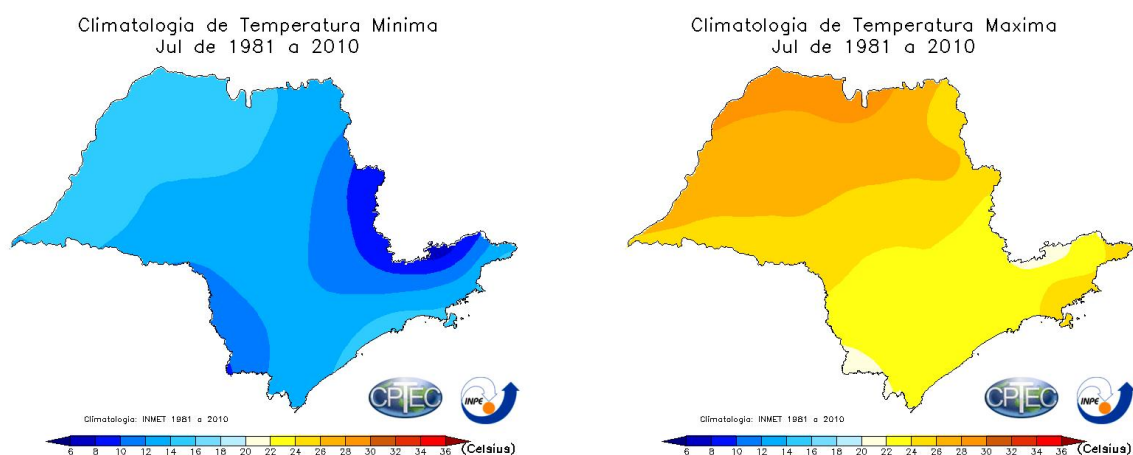 Climatologia de Temperatura Minima
Jul de 1981 a 2010
CPTEC
INPE
Climatologia: INMET 1981 a 2010
6 8 10 12 14 16 18 20 22 24 26 28 30 32 34 36 (Celsius)
Climatologia de Temperatura Maxima
Jul de 1981 a 2010
CPTEC
INPE
Climatologia: INMET 1981 a 2010
6 8 10 12 14 16 18 20 22 24 26 28 30 32 34 36 (Celsius)